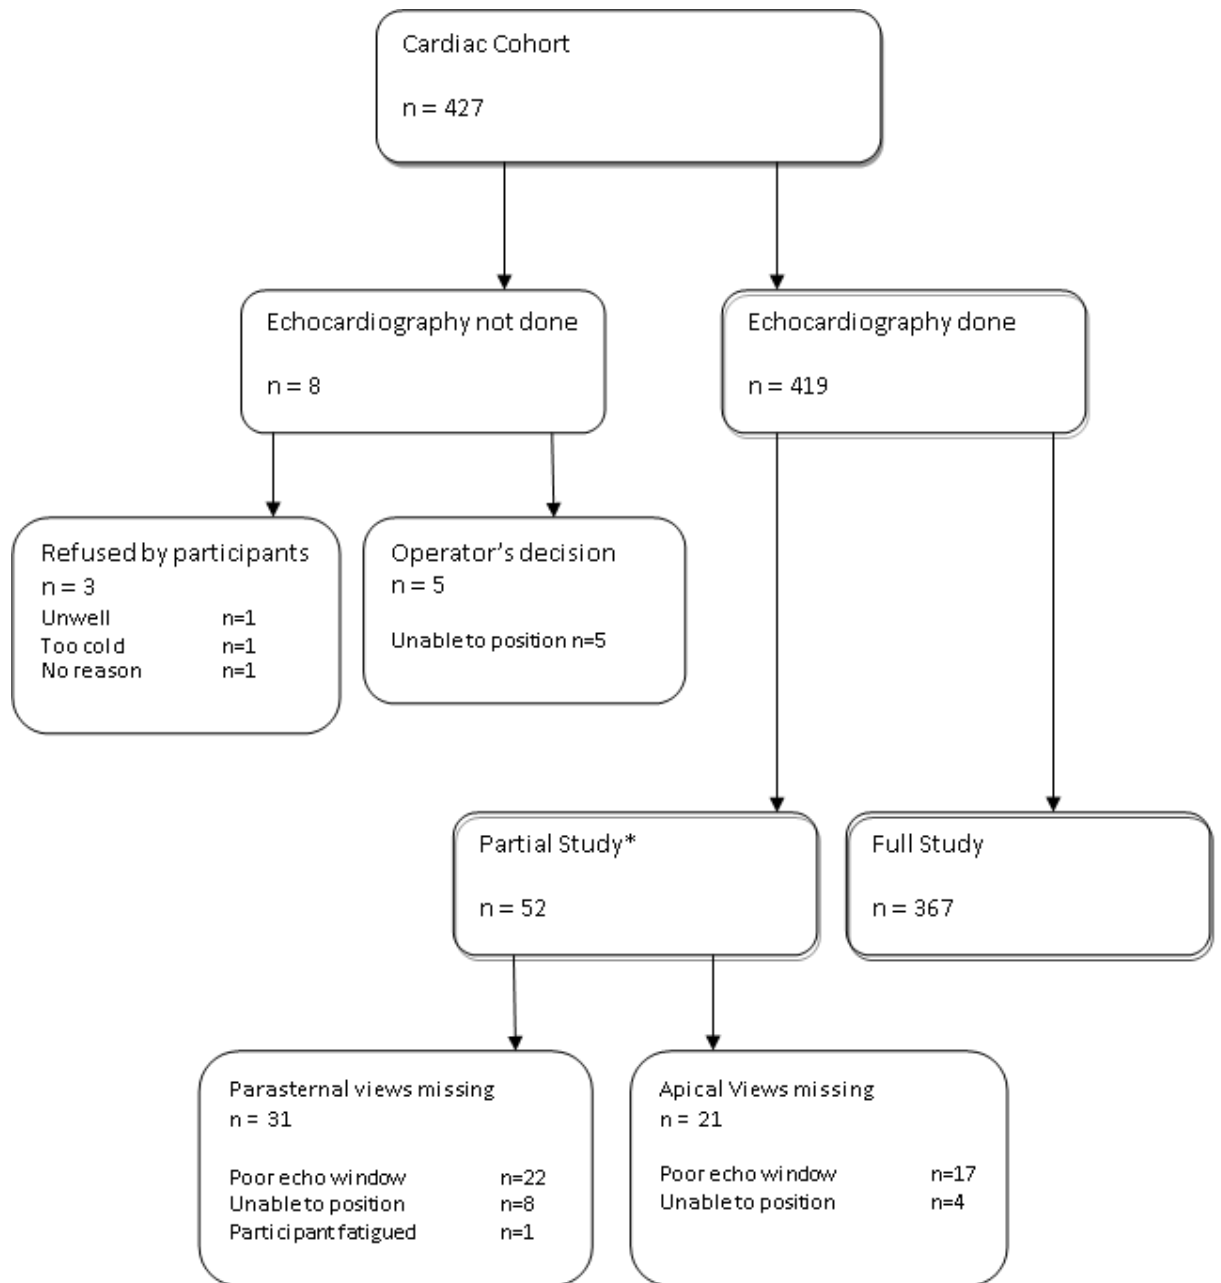 Cardiac Cohort
n = 427
Echocardiography not done
n = 8
Echocardiography done
n = 419
Refused by participants
n = 3
Unwell n=1
Too cold n=1
No reason n=1
Operator's decision
n = 5
Unable to position n=5
Partial Study*
n = 52
Full Study
n = 367
Parasternal views missing
n = 31
Poor echo window n=22
Unable to position n=8
Participant fatigued n=1
Apical Views missing
n = 21
Poor echo window n=17
Unable to position n=4